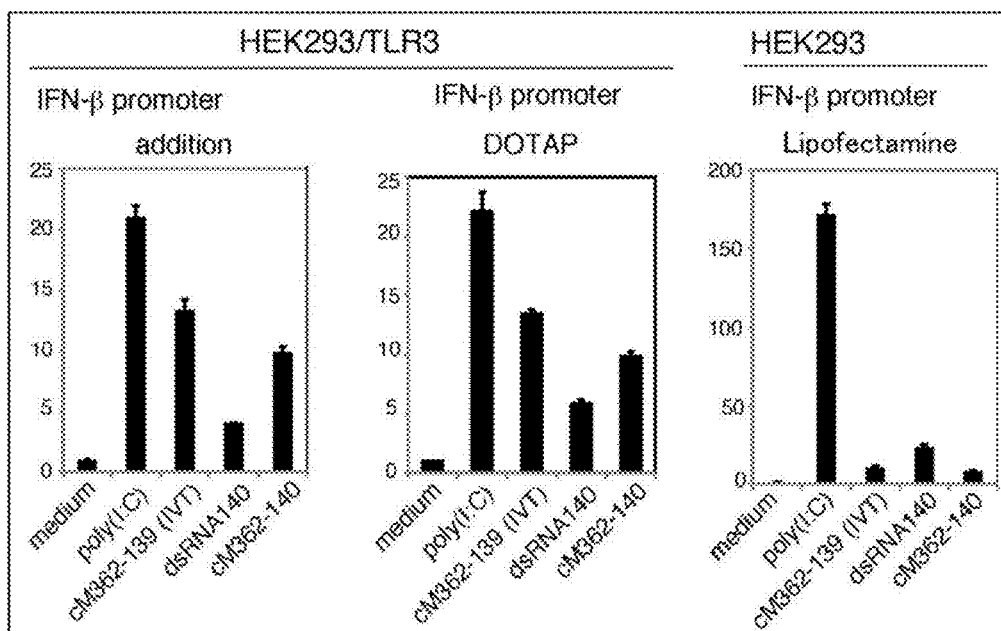 HEK293/TLR3
HEK293
IFN-β promoter
IFN-β promoter
IFN-β promoter
addition
DOTAP
Lipofectamine
25
20
15
10
5
0
medium
poly(I:C)
cM362-139 (IVT)
dsRNA140
cM362-140
25
20
15
10
5
0
medium
poly(I:C)
cM362-139 (IVT)
dsRNA140
cM362-140
200
150
100
50
0
medium
poly(I:C)
cM362-139 (IVT)
dsRNA140
cM362-140